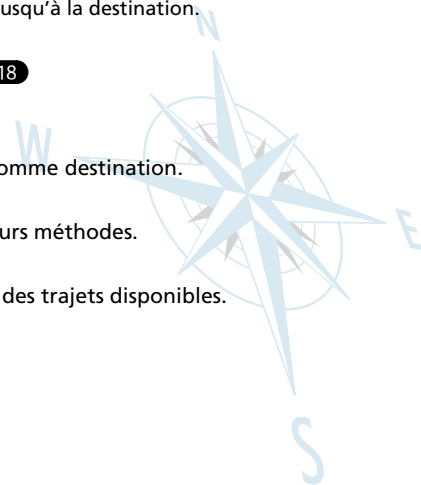 usqu'à la destination.
N
18
W
omme destination.
E
urs méthodes.
des trajets disponibles.
S